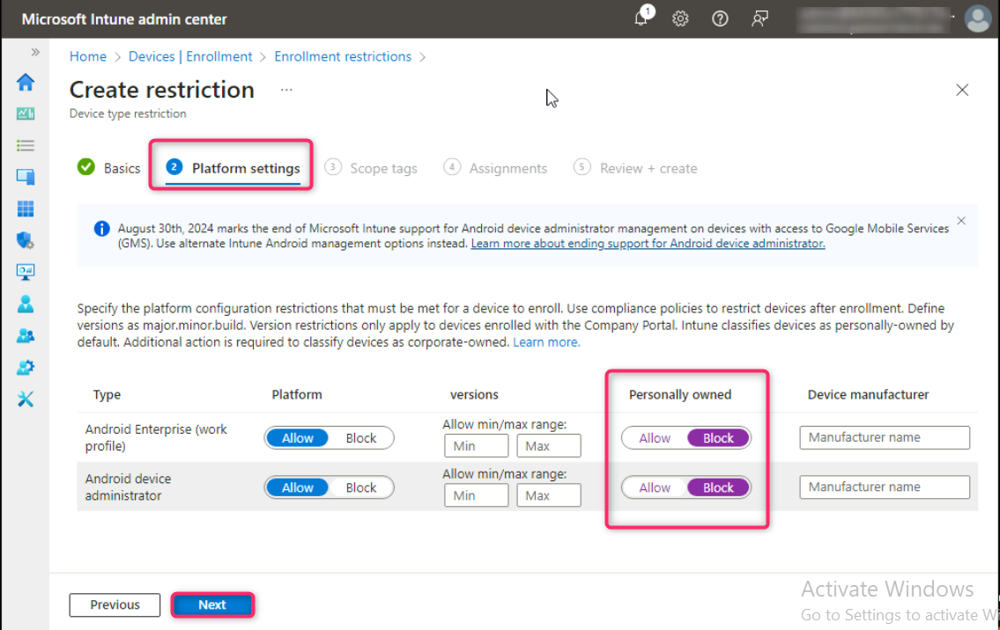 Microsoft Intune admin center
1
Home > Devices | Enrollment > Enrollment restrictions >
Create restriction ...
Device type restriction
Basics
2 Platform settings
3 Scope tags
4 Assignments
5 Review + create
August 30th, 2024 marks the end of Microsoft Intune support for Android device administrator management on devices with access to Google Mobile Services
(GMS). Use alternate Intune Android management options instead. Learn more about ending support for Android device administrator.
Specify the platform configuration restrictions that must be met for a device to enroll. Use compliance policies to restrict devices after enrollment. Define
versions as major.minor.build. Version restrictions only apply to devices enrolled with the Company Portal. Intune classifies devices as personally-owned by
default. Additional action is required to classify devices as corporate-owned. Learn more.
Type Platform versions Personally owned Device manufacturer
Android Enterprise (work
profile)
Allow Block
Allow min/max range:
Min Max
Allow Block
Manufacturer name
Android device
administrator
Allow Block
Allow min/max range:
Min Max
Allow Block
Manufacturer name
Previous Next
Activate Windows
Go to Settings to activate W